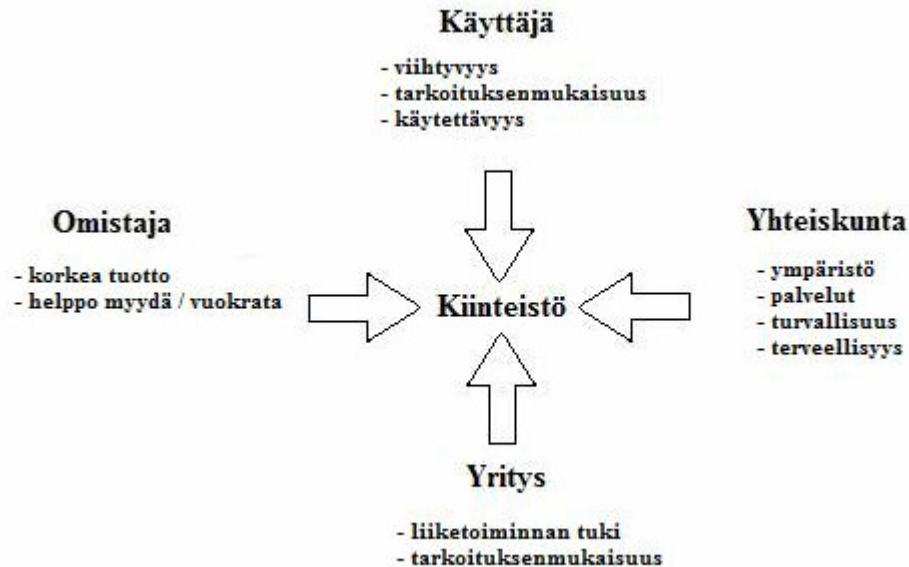 Käyttäjä
- viihtyvyys
- tarkoituksenmukaisuus
- käytettävyys
Omistaja
- korkea tuotto
- helppo myydä / vuokrata
Kiinteistö
Yhteiskunta
- ympäristö
- palvelut
- turvallisuus
- terveellisyys
Yritys
- liiketoiminnan tuki
- tarkoituksenmukaisuus